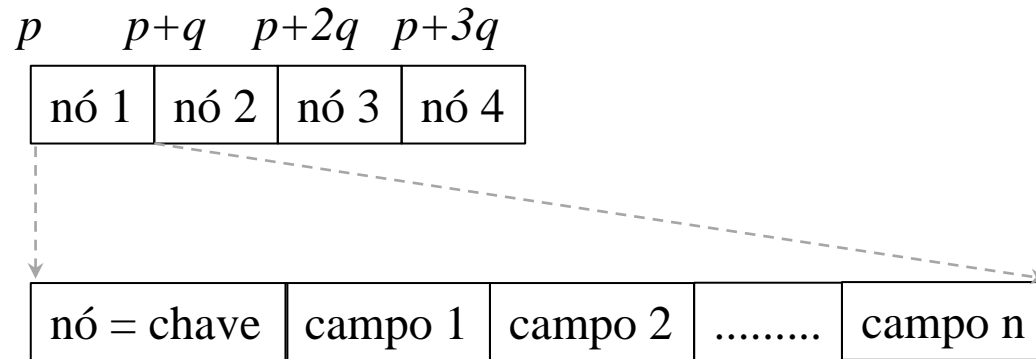 p p+q p+2q p+3q
nó 1 nó 2 nó 3 nó 4
nó = chave campo 1 campo 2 ......... campo n